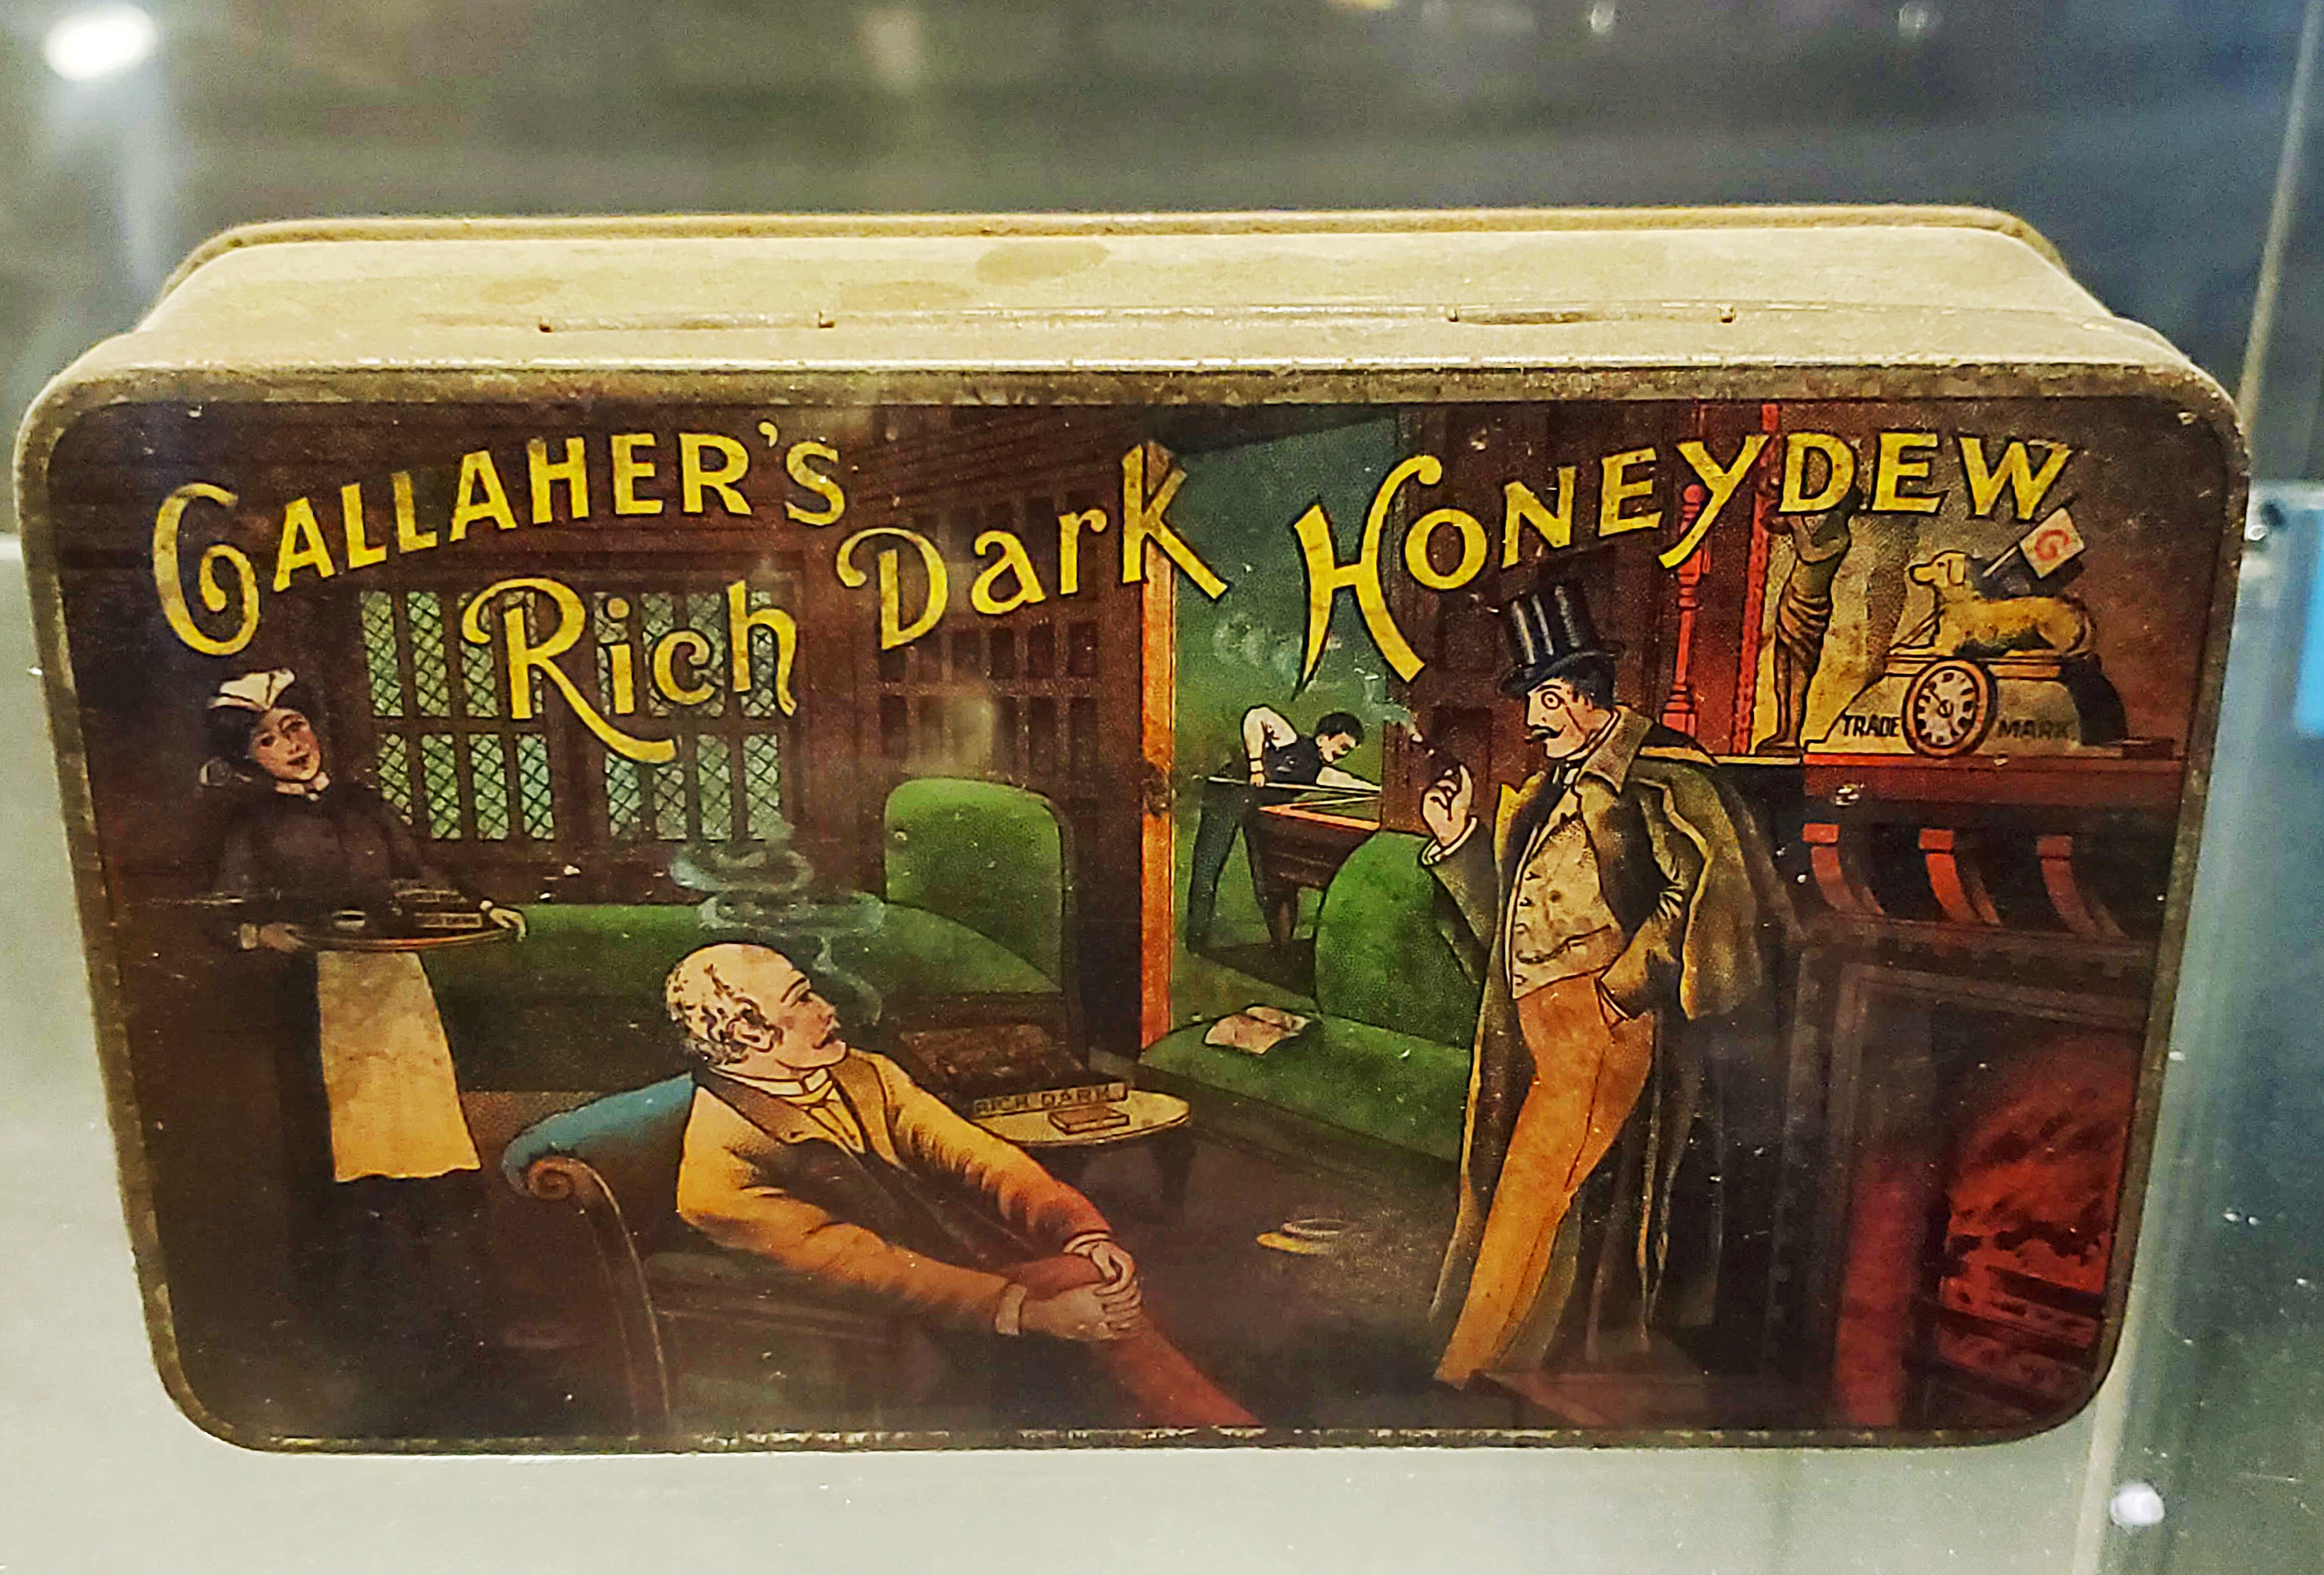 GALLAHER'S
Rich Dark
HONEYDEW
G
TRADE MARK
RICH DARK